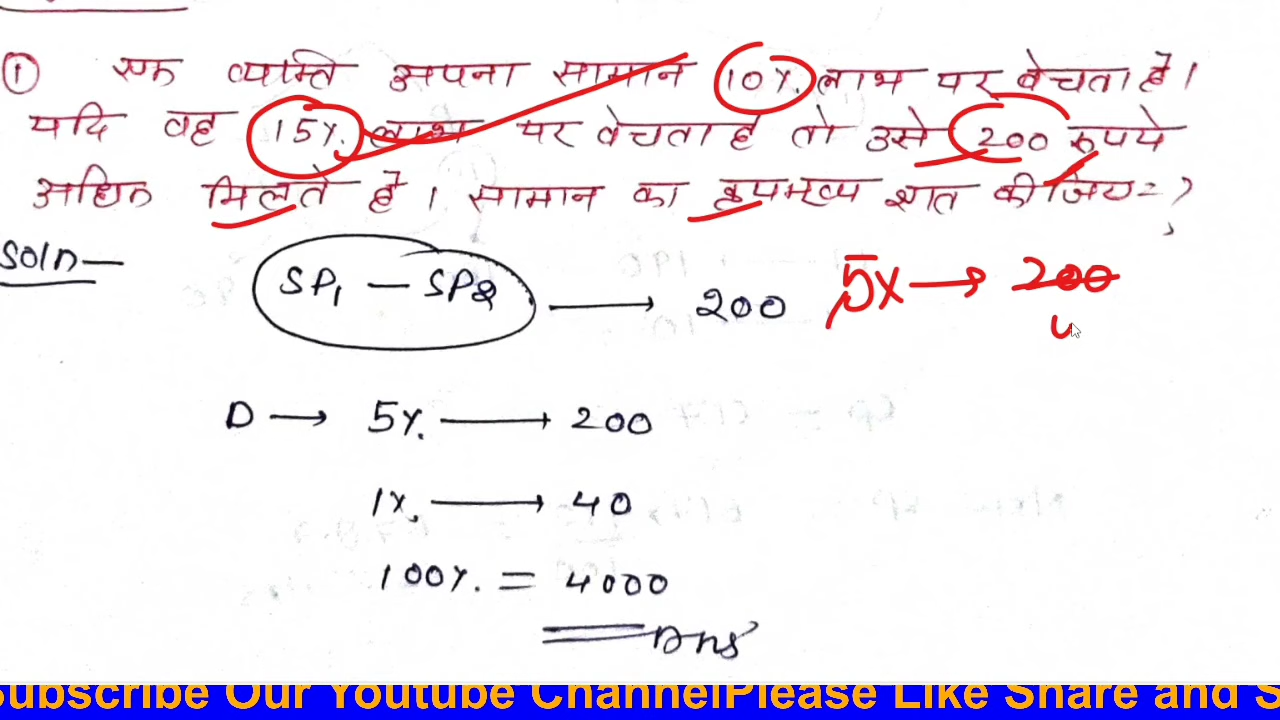 ① एक व्यक्ति अपना सामान 10%. लाभ पर बेचता है।
यदि वह 15%. लाभ पर बेचता है तो उसे 200 रुपये
अधिक मिलते हैं। सामान का क्रयमूल्य ज्ञात कीजिये = ?
Soln —
SP₁ — SP2 → 200
5x → 200
D → 5%. → 200
1%. → 40
100%. = 4000
Ans
Subscribe Our Youtube ChannelPlease Like Share and S